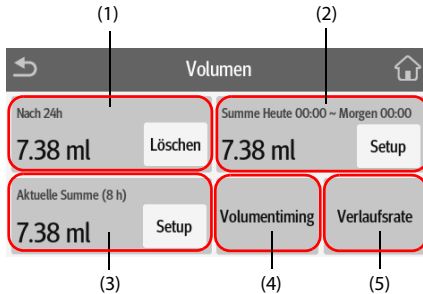 (1)
(2)
Volumen
Nach 24h
7.38 ml
Löschen
Summe Heute 00:00 ~ Morgen 00:00
7.38 ml
Setup
Aktuelle Summe (8 h)
7.38 ml
Setup
Volumentiming
Verlaufsrate
(3)
(4)
(5)